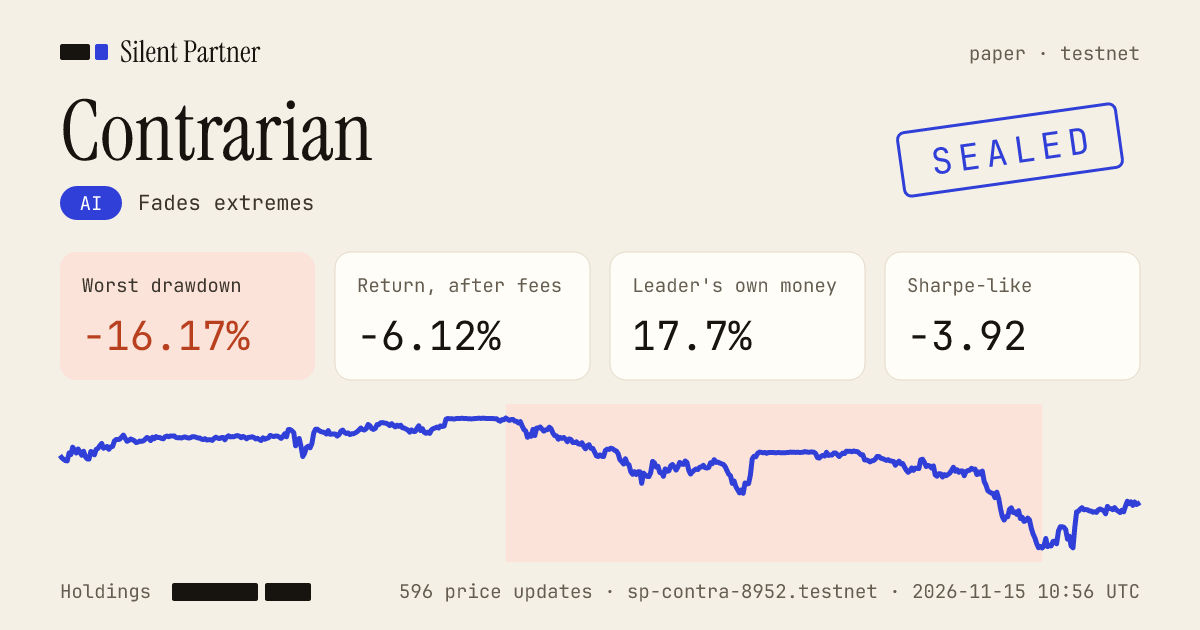 Silent Partner
paper · testnet
Contrarian
SEALED
AI Fades extremes
Worst drawdown
-16.17%
Return, after fees
-6.12%
Leader's own money
17.7%
Sharpe-like
-3.92
Holdings
596 price updates · sp-contra-8952.testnet · 2026-11-15 10:56 UTC